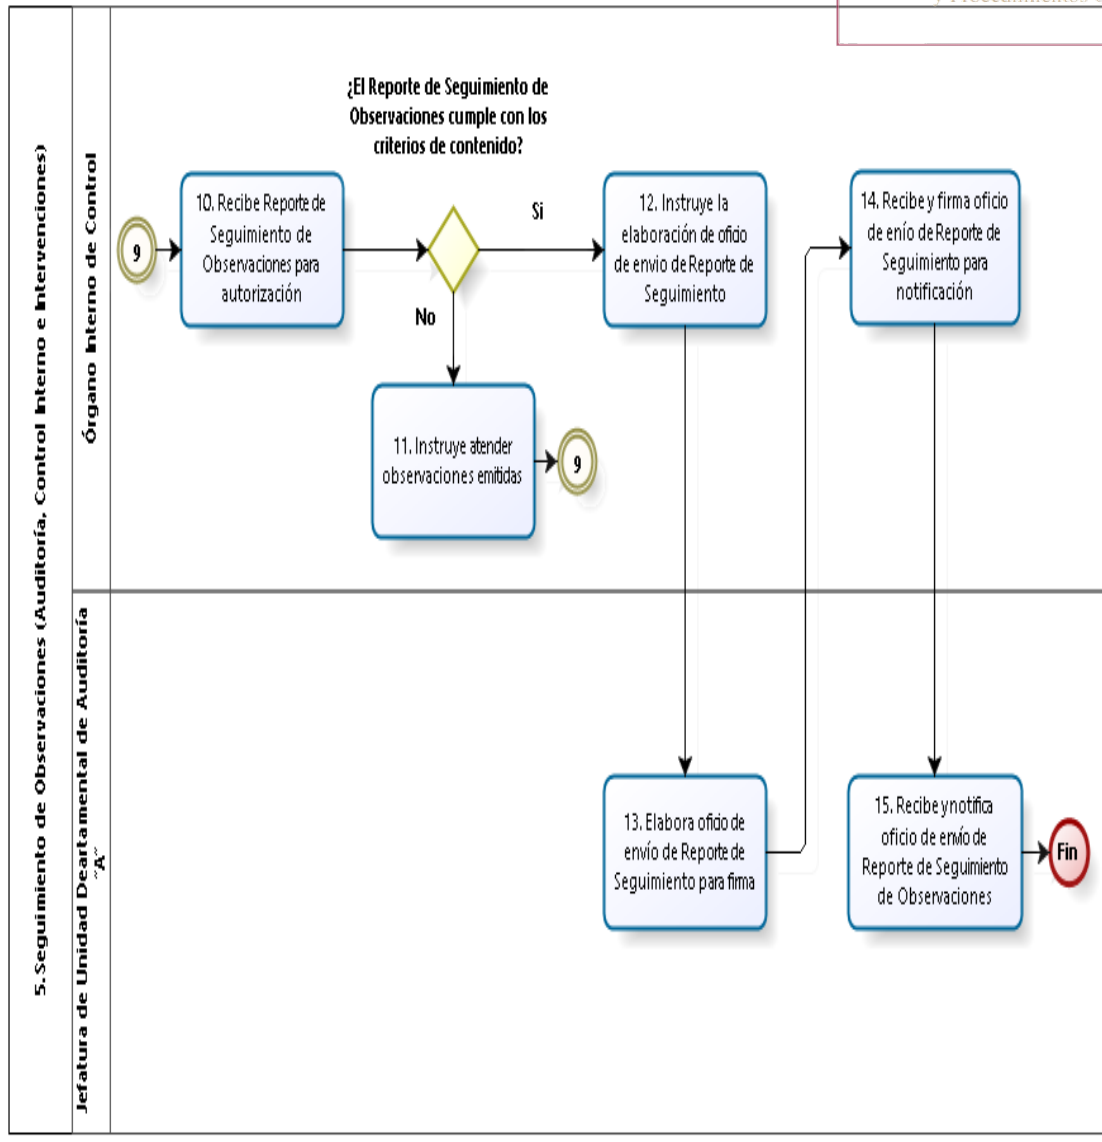 y Procedimientos
5. Seguimiento de Observaciones (Auditoría, Control Interno e Intervenciones)
Órgano Interno de Control
¿El Reporte de Seguimiento de
Observaciones cumple con los
criterios de contenido?
9
10. Recibe Reporte de
Seguimiento de
Observaciones para
autorización
Si
No
12. Instruye la
elaboración de oficio
de envio de Reporte de
Seguimiento
14. Recibe y firma oficio
de enío de Reporte de
Seguimiento para
notificación
11. Instruye atender
observaciones emitidas
9
Jefatura de Unidad Deartamental de Auditoría
"A"
13. Elabora oficio de
envío de Reporte de
Seguimiento para firma
15. Recibe y notifica
oficio de envío de
Reporte de Seguimiento
de Observaciones
Fin